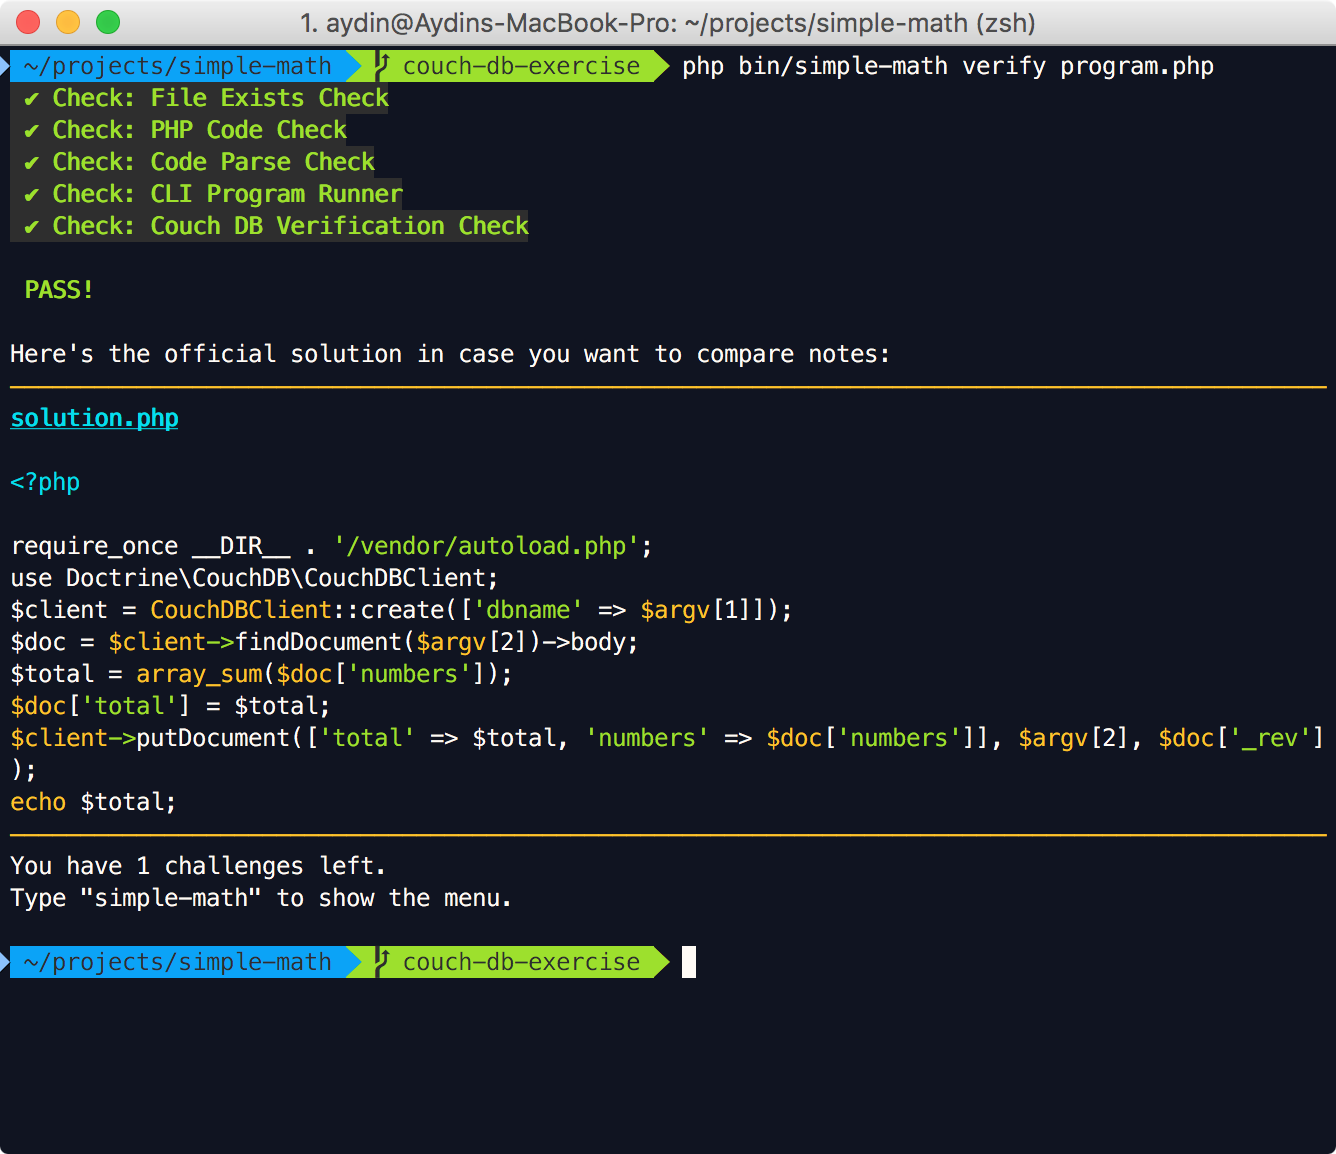 1. aydin@Aydins-MacBook-Pro: ~/projects/simple-math (zsh)
~/projects/simple-math couch-db-exercise php bin/simple-math verify program.php
✔ Check: File Exists Check
✔ Check: PHP Code Check
✔ Check: Code Parse Check
✔ Check: CLI Program Runner
✔ Check: Couch DB Verification Check
PASS!
Here's the official solution in case you want to compare notes:
solution.php
<?php
require_once __DIR__ . '/vendor/autoload.php';
use Doctrine\CouchDB\CouchDBClient;
$client = CouchDBClient::create(['dbname' => $argv[1]]);
$doc = $client->findDocument($argv[2])->body;
$total = array_sum($doc['numbers']);
$doc['total'] = $total;
$client->putDocument(['total' => $total, 'numbers' => $doc['numbers']], $argv[2], $doc['_rev']
);
echo $total;
You have 1 challenges left.
Type "simple-math" to show the menu.
~/projects/simple-math couch-db-exercise